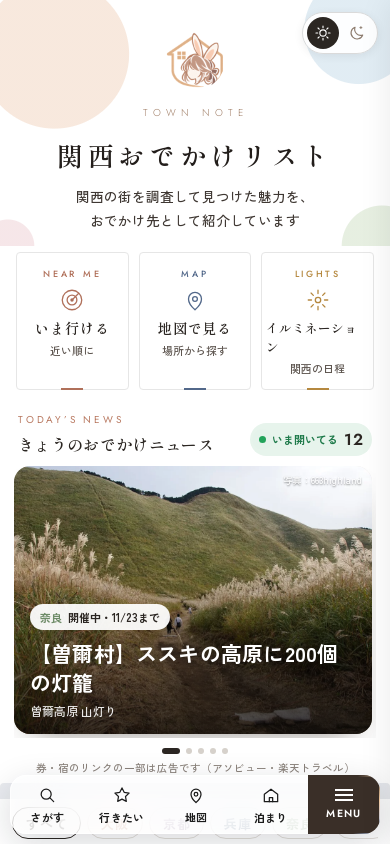 TOWN NOTE
関西おでかけリスト
関西の街を調査して見つけた魅力を、
おでかけ先として紹介しています
NEAR ME
いま行ける
近い順に
MAP
地図で見る
場所から探す
LIGHTS
イルミネーショ
ン
関西の日程
TODAY'S NEWS
きょうのおでかけニュース
いま開いてる 12
奈良 開催中・11/23まで
【曽爾村】ススキの高原に200個
の灯籠
曽爾高原 山灯り
券・宿のリンクの一部は広告です（アソビュー・楽天トラベル）
さがす
行きたい
地図
泊まり
MENU